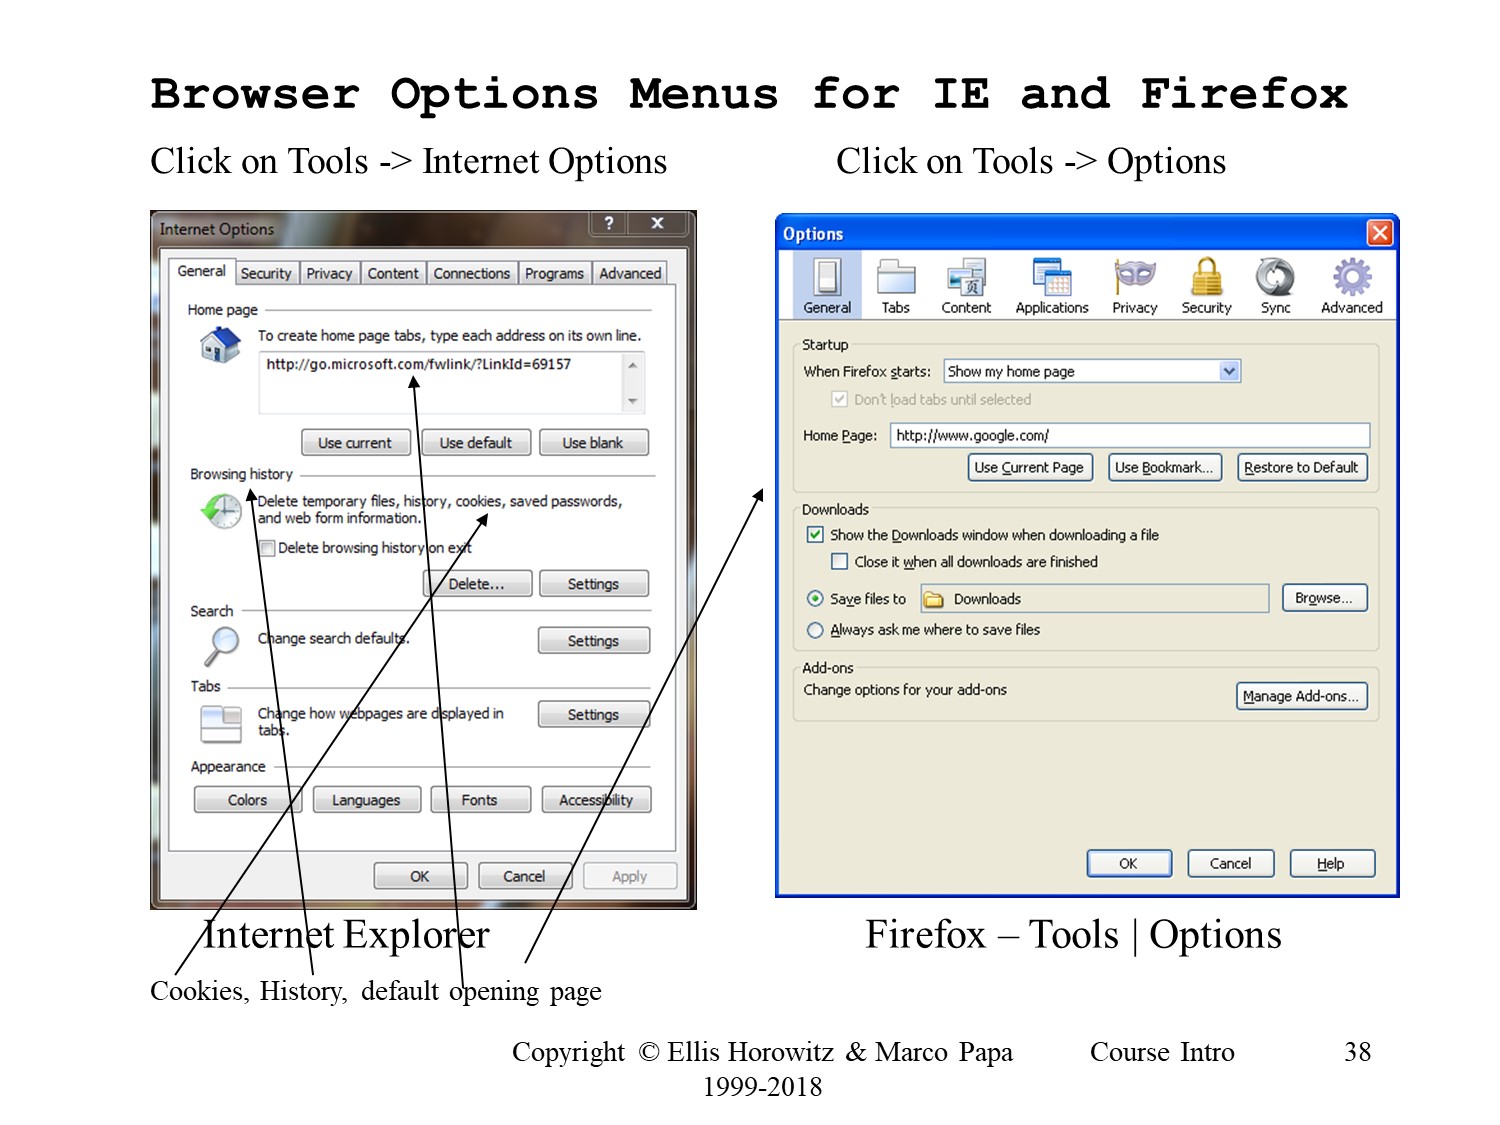 Browser Options Menus for IE and Firefox
Click on Tools -> Internet Options
Click on Tools -> Options
Internet Options
?
X
General Security Privacy Content Connections Programs Advanced
Home page
To create home page tabs, type each address on its own line.
http://go.microsoft.com/fwlink/?LinkId=69157
Use current Use default Use blank
Browsing history
Delete temporary files, history, cookies, saved passwords,
and web form information.
Delete browsing history on exit
Delete... Settings
Search
Change search defaults. Settings
Tabs
Change how webpages are displayed in
tabs.
Settings
Appearance
Colors Languages Fonts Accessibility
OK Cancel Apply
Internet Explorer
Cookies, History, default opening page
Options
General Tabs Content Applications Privacy Security Sync Advanced
Startup
When Firefox starts: Show my home page
Don't load tabs until selected
Home Page: http://www.google.com/
Use Current Page Use Bookmark... Restore to Default
Downloads
Show the Downloads window when downloading a file
Close it when all downloads are finished
Save files to Downloads Browse...
Always ask me where to save files
Add-ons
Change options for your add-ons
Manage Add-ons...
OK Cancel Help
Firefox – Tools | Options
Copyright © Ellis Horowitz & Marco Papa
1999-2018
Course Intro
38